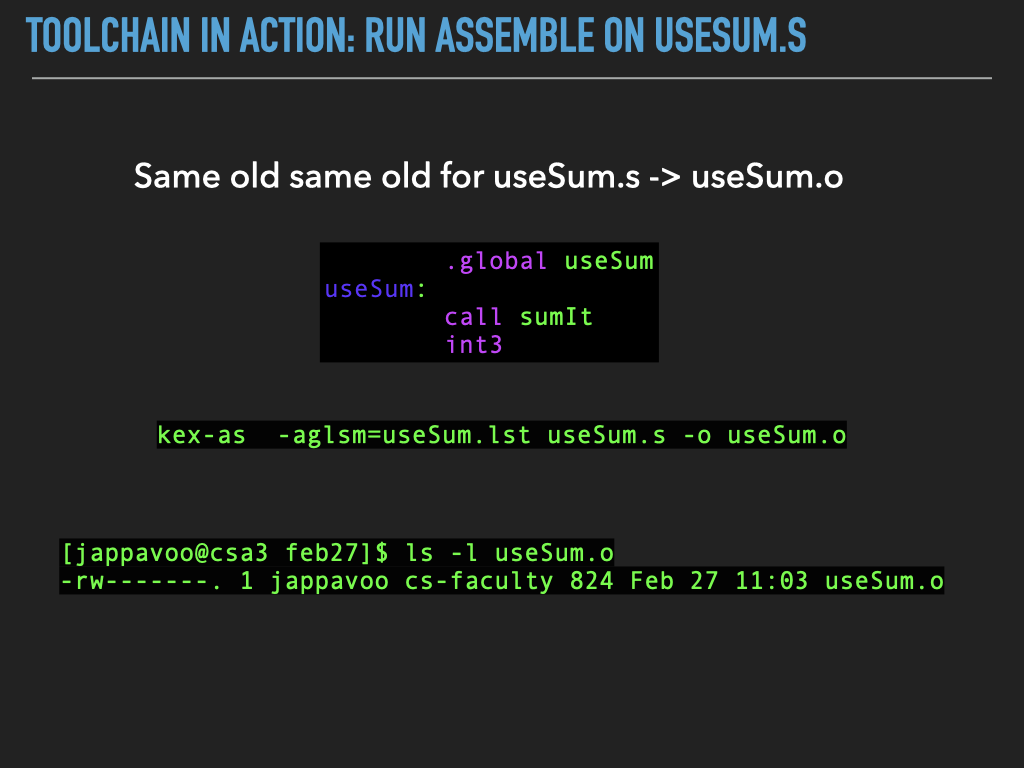 TOOLCHAIN IN ACTION: RUN ASSEMBLE ON USESUM.S
Same old same old for useSum.s -> useSum.o
.global useSum
useSum:
call sumIt
int3
kex-as  -aglsm=useSum.lst useSum.s -o useSum.o
[jappavoo@csa3 feb27]$ ls -l useSum.o
-rw-------. 1 jappavoo cs-faculty 824 Feb 27 11:03 useSum.o